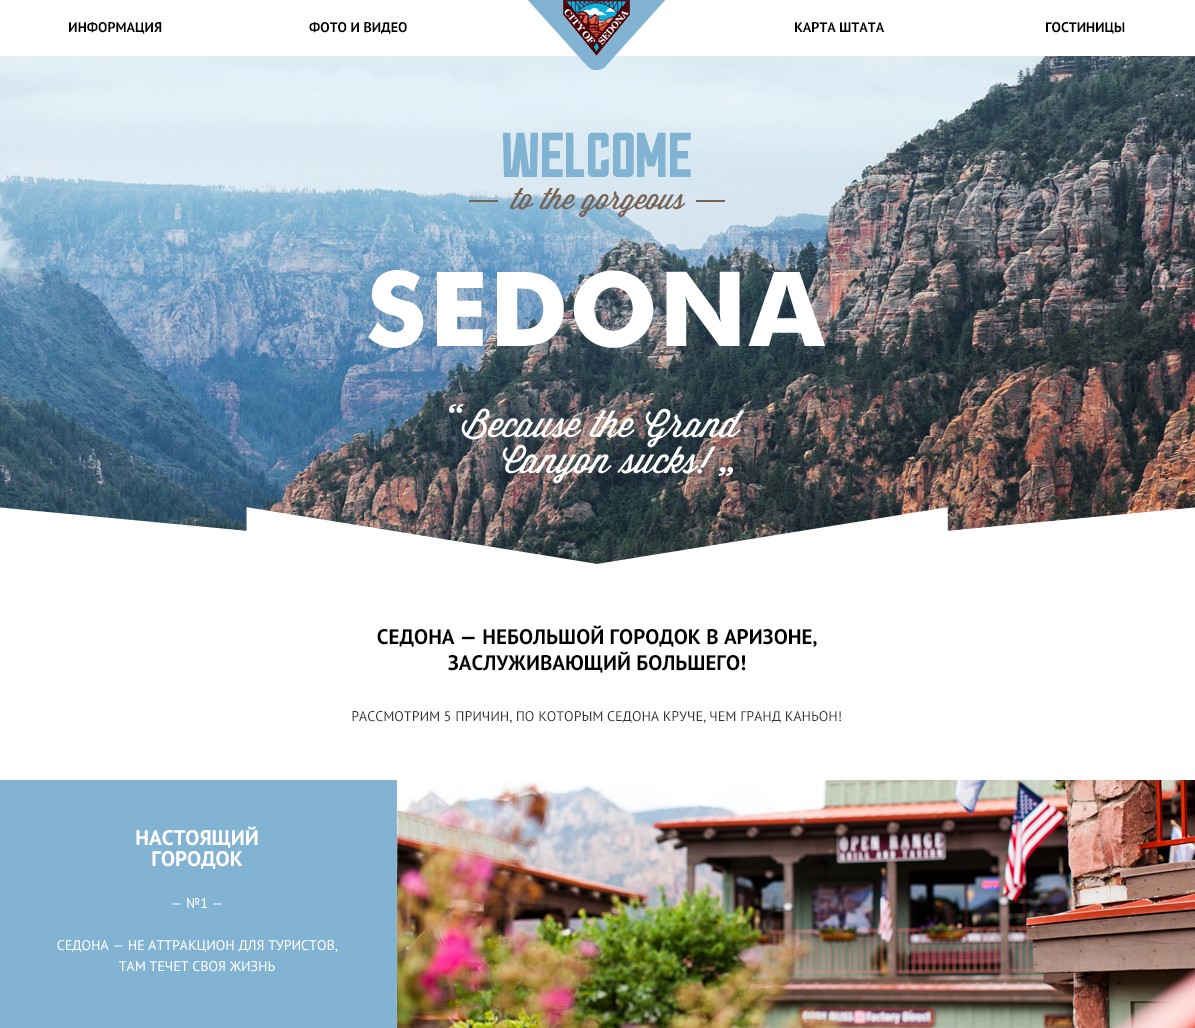 ИНФОРМАЦИЯ
ФОТО И ВИДЕО
CITY OF SEDONA
КАРТА ШТАТА
ГОСТИНИЦЫ
WELCOME
— to the gorgeous —
SEDONA
“Because the Grand
Canyon sucks!„
СЕДОНА — НЕБОЛЬШОЙ ГОРОДОК В АРИЗОНЕ,
ЗАСЛУЖИВАЮЩИЙ БОЛЬШЕГО!
РАССМОТРИМ 5 ПРИЧИН, ПО КОТОРЫМ СЕДОНА КРУЧЕ, ЧЕМ ГРАНД КАНЬОН!
НАСТОЯЩИЙ
ГОРОДОК
— №1 —
СЕДОНА — НЕ АТТРАКЦИОН ДЛЯ ТУРИСТОВ,
ТАМ ТЕЧЕТ СВОЯ ЖИЗНЬ
OPEN RANGE
GRILL AND TAVERN
Factory Direct